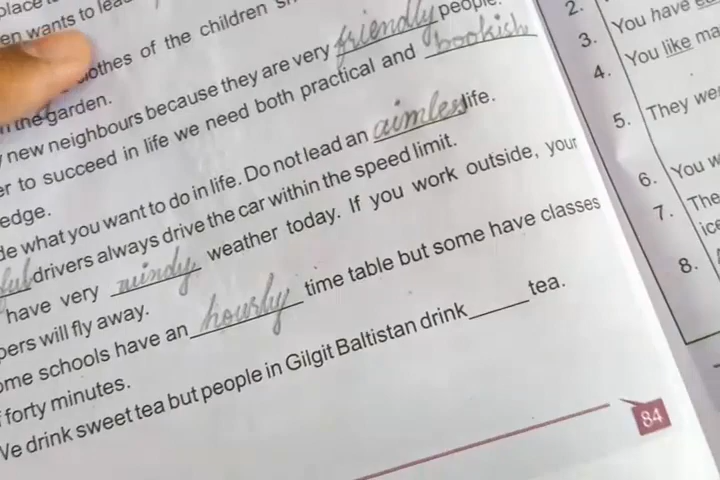 en wants to
clothes of the children
in the garden.
new neighbours because they are very friendly people.
er to succeed in life we need both practical and bookish
edge.
de what you want to do in life. Do not lead an aimless life.
ful drivers always drive the car within the speed limit.
have very windy weather today. If you work outside, your
pers will fly away.
ome schools have an hourly time table but some have classes
forty minutes.
We drink sweet tea but people in Gilgit Baltistan drink ______ tea.
84
2.
3. You have
4. You like
5. They
6. You
7. The
ice
8.